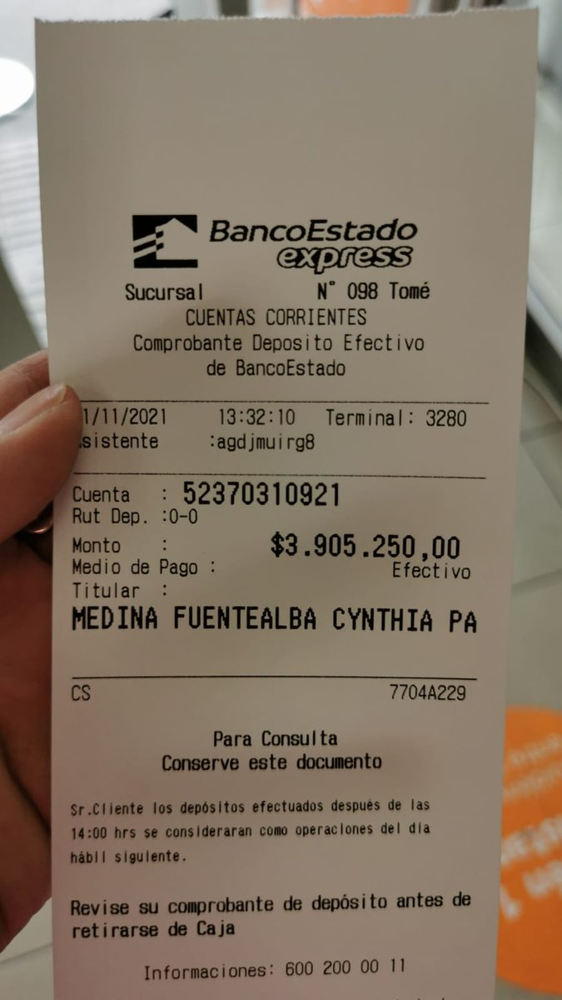 BancoEstado
express
Sucursal N° 098 Tomé
CUENTAS CORRIENTES
Comprobante Deposito Efectivo
de BancoEstado
1/11/2021 13:32:10 Terminal: 3280
sistente :agdjmuirg8
Cuenta : 52370310921
Rut Dep. :0-0
Monto : $3.905.250,00
Medio de Pago : Efectivo
Titular :
MEDINA FUENTEALBA CYNTHIA PA
CS 7704A229
Para Consulta
Conserve este documento
Sr.Cliente los depósitos efectuados después de las
14:00 hrs se consideraran como operaciones del día
hábil siguiente.
Revise su comprobante de depósito antes de
retirarse de Caja
Informaciones: 600 200 00 11